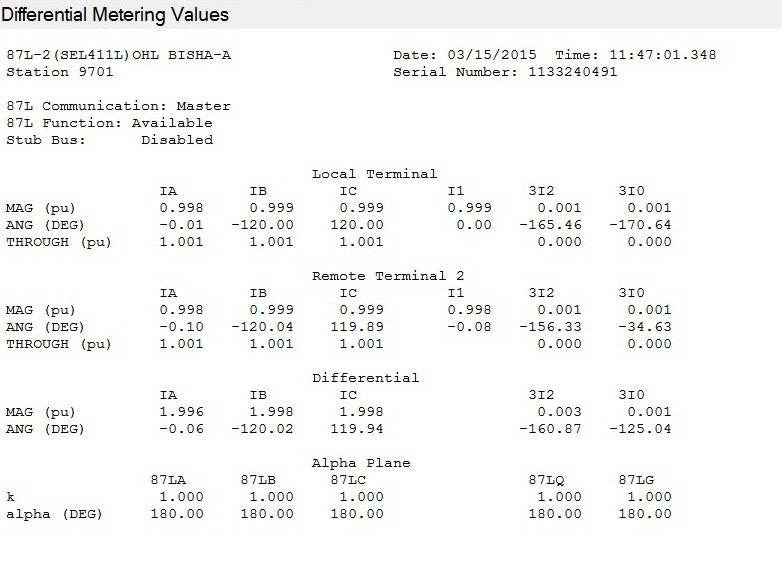 Differential Metering Values
87L-2(SEL411L)OHL BISHA-A Date: 03/15/2015 Time: 11:47:01.348
Station 9701 Serial Number: 1133240491
87L Communication: Master
87L Function: Available
Stub Bus: Disabled
Local Terminal
IA IB IC I1 3I2 3I0
MAG (pu) 0.998 0.999 0.999 0.999 0.001 0.001
ANG (DEG) -0.01 -120.00 120.00 0.00 -165.46 -170.64
THROUGH (pu) 1.001 1.001 1.001 0.000 0.000
Remote Terminal 2
IA IB IC I1 3I2 3I0
MAG (pu) 0.998 0.999 0.999 0.998 0.001 0.001
ANG (DEG) -0.10 -120.04 119.89 -0.08 -156.33 -34.63
THROUGH (pu) 1.001 1.001 1.001 0.000 0.000
Differential
IA IB IC 3I2 3I0
MAG (pu) 1.996 1.998 1.998 0.003 0.001
ANG (DEG) -0.06 -120.02 119.94 -160.87 -125.04
Alpha Plane
87LA 87LB 87LC 87LQ 87LG
k 1.000 1.000 1.000 1.000 1.000
alpha (DEG) 180.00 180.00 180.00 180.00 180.00